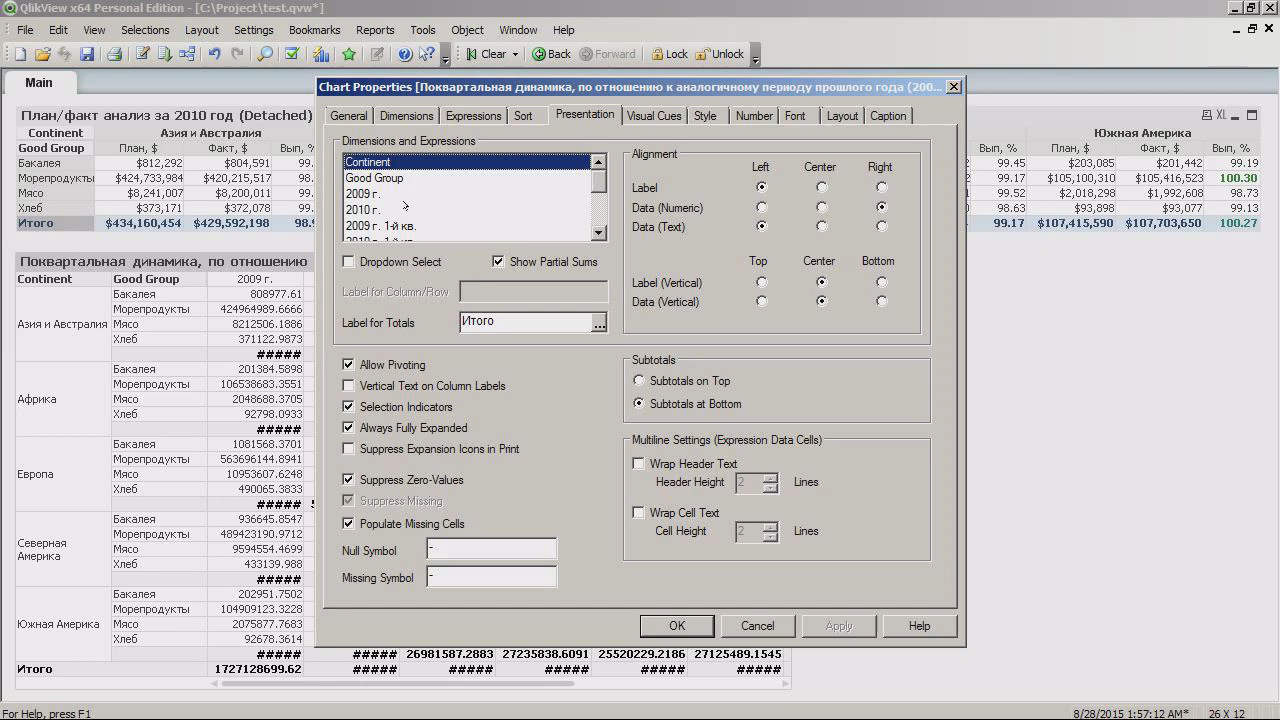 QlikView x64 Personal Edition - [C:\Project\test.qvw*]
File Edit View Selections Layout Settings Bookmarks Reports Tools Object Window Help
Clear Back Forward Lock Unlock
Main
План/факт анализ за 2010 год (Detached)
XL
Continent Азия и Австралия Южная Америка
Good Group План, $ Факт, $ Вып, % План, $ Факт, $ Вып, %
Бакалея $812,292 $804,591 99.45 $203,085 $201,442 99.19
Морепродукты $424,733,984 $420,215,517 99.17 $105,100,310 $105,416,523 100.30
Мясо $8,241,007 $8,200,011 99.17 $2,018,298 $1,992,608 98.73
Хлеб $373,171 $372,078 98.63 $93,898 $93,077 99.13
Итого $434,160,454 $429,592,198 98.9 99.17 $107,415,590 $107,703,650 100.27
Поквартальная динамика, по отношению
Continent Good Group 2009 г.
Азия и Австралия
Бакалея 808977.61
Морепродукты 424964989.6666
Мясо 8212506.1886
Хлеб 371122.9873
#####
Африка
Бакалея 201384.5898
Морепродукты 106538683.3551
Мясо 2048688.3705
Хлеб 92798.0933
#####
Европа
Бакалея 1081568.3701
Морепродукты 563696144.8941
Мясо 10953607.6248
Хлеб 490065.3833
#####
Северная
Америка
Бакалея 936645.8547
Морепродукты 489423190.9712
Мясо 9594554.4699
Хлеб 433139.988
#####
Южная Америка
Бакалея 202951.7502
Морепродукты 104909123.3228
Мясо 2075877.7683
Хлеб 92678.3614
##### ##### 26981587.2883 27235838.6091 25520229.2186 27125489.1545
Итого 1727128699.62 ##### ##### ##### ##### #####
Chart Properties [Поквартальная динамика, по отношению к аналогичному периоду прошлого года (200...
General Dimensions Expressions Sort Presentation Visual Cues Style Number Font Layout Caption
Dimensions and Expressions
Continent
Good Group
2009 г.
2010 г.
2009 г. 1-й кв.
2010 г. 1-й кв.
Dropdown Select Show Partial Sums
Label for Column/Row
Label for Totals Итого ...
Allow Pivoting
Vertical Text on Column Labels
Selection Indicators
Always Fully Expanded
Suppress Expansion Icons in Print
Suppress Zero-Values
Suppress Missing
Populate Missing Cells
Null Symbol -
Missing Symbol -
Alignment
Left Center Right
Label
Data (Numeric)
Data (Text)
Top Center Bottom
Label (Vertical)
Data (Vertical)
Subtotals
Subtotals on Top
Subtotals at Bottom
Multiline Settings (Expression Data Cells)
Wrap Header Text
Header Height 2 Lines
Wrap Cell Text
Cell Height 2 Lines
OK Cancel Apply Help
For Help, press F1 8/28/2015 1:57:12 AM* 26 X 12